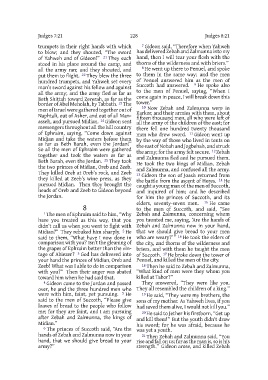 Judges 7:21
228
Judges 8:21
trumpets in their right hands with which
to blow; and they shouted, “The sword
of Yahweh and of Gideon!” 21 They each
stood in his place around the camp, and
all the army ran; and they shouted, and
put them to flight. 22 They blew the three
hundred trumpets, and Yahweh set every
man's sword against his fellow and against
all the army; and the army fled as far as
Beth Shittah toward Zererah, as far as the
border of Abel Meholah, by Tabbath. 23 The
men of Israel were gathered together out of
Naphtali, out of Asher, and out of all Manasseh,
and pursued Midian. 24 Gideon sent
messengers throughout all the hill country
of Ephraim, saying, “Come down against
Midian and take the waters before them
as far as Beth Barah, even the Jordan!”
So all the men of Ephraim were gathered
together and took the waters as far as
Beth Barah, even the Jordan. 25 They took
the two princes of Midian, Oreb and Zeeb.
They killed Oreb at Oreb's rock, and Zeeb
they killed at Zeeb's wine press, as they
pursued Midian. Then they brought the
heads of Oreb and Zeeb to Gideon beyond
the Jordan.
8
1 The men of Ephraim said to him, “Why
have you treated us this way, that you
didn't call us when you went to fight with
Midian?” They rebuked him sharply. 2 He
said to them, “What have I now done in
comparison with you? Isn't the gleaning of
the grapes of Ephraim better than the vintage
of Abiezer? 3 God has delivered into
your hand the princes of Midian, Oreb and
Zeeb! What was I able to do in comparison
with you?” Then their anger was abated
toward him when he had said that.
4 Gideon came to the Jordan and passed
over, he and the three hundred men who
were with him, faint, yet pursuing. 5 He
said to the men of Succoth, “Please give
loaves of bread to the people who follow
me; for they are faint, and I am pursuing
after Zebah and Zalmunna, the kings of
Midian.”
6 The princes of Succoth said, “Are the
hands of Zebah and Zalmunna now in your
hand, that we should give bread to your
army?”
7 Gideon said, “Therefore when Yahweh
has delivered Zebah and Zalmunna into my
hand, then I will tear your flesh with the
thorns of the wilderness and with briers.”
8 He went up there to Penuel, and spoke
to them in the same way; and the men
of Penuel answered him as the men of
Succoth had answered. 9 He spoke also
to the men of Penuel, saying, “When I
come again in peace, I will break down this
tower.”
10 Now Zebah and Zalmunna were in
Karkor, and their armies with them, about
fifteen thousand men, all who were left of
all the army of the children of the east; for
there fell one hundred twenty thousand
men who drew sword. 11 Gideon went up
by the way of those who lived in tents on
the east of Nobah and Jogbehah, and struck
the army; for the army felt secure. 12 Zebah
and Zalmunna fled and he pursued them.
He took the two kings of Midian, Zebah
and Zalmunna, and confused all the army.
13 Gideon the son of Joash returned from
the battle from the ascent of Heres. 14 He
caught a young man of the men of Succoth,
and inquired of him; and he described
for him the princes of Succoth, and its
elders, seventy-seven men. 15 He came
to the men of Succoth, and said, “See
Zebah and Zalmunna, concerning whom
you taunted me, saying, ‘Are the hands of
Zebah and Zalmunna now in your hand,
that we should give bread to your men
who are weary?’ ” 16 He took the elders of
the city, and thorns of the wilderness and
briers, and with them he taught the men
of Succoth. 17 He broke down the tower of
Penuel, and killed the men of the city.
18 Then he said to Zebah and Zalmunna,
“What kind of men were they whom you
killed at Tabor?”
They answered, “They were like you.
They all resembled the children of a king.”
19 He said, “They were my brothers, the
sons of my mother. As Yahweh lives, if you
had saved them alive, I would not kill you.”
20 He said to Jether his firstborn, “Get up
and kill them!” But the youth didn't draw
his sword; for he was afraid, because he
was yet a youth.
21 Then Zebah and Zalmunna said, “You
rise and fall on us; for as the man is, so is his
strength.” Gideon arose, and killed Zebah